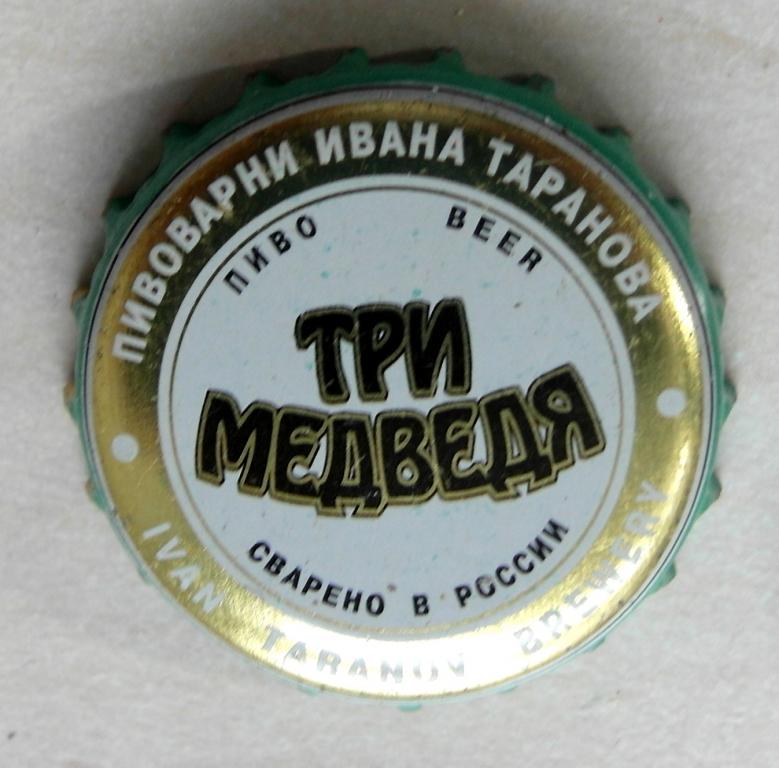 ПИВОВАРНИ ИВАНА ТАРАНОВА
ПИВО BEER
ТРИ
МЕДВЕДЯ
СВАРЕНО В РОССИИ
IVAN TARANOV BREWERY